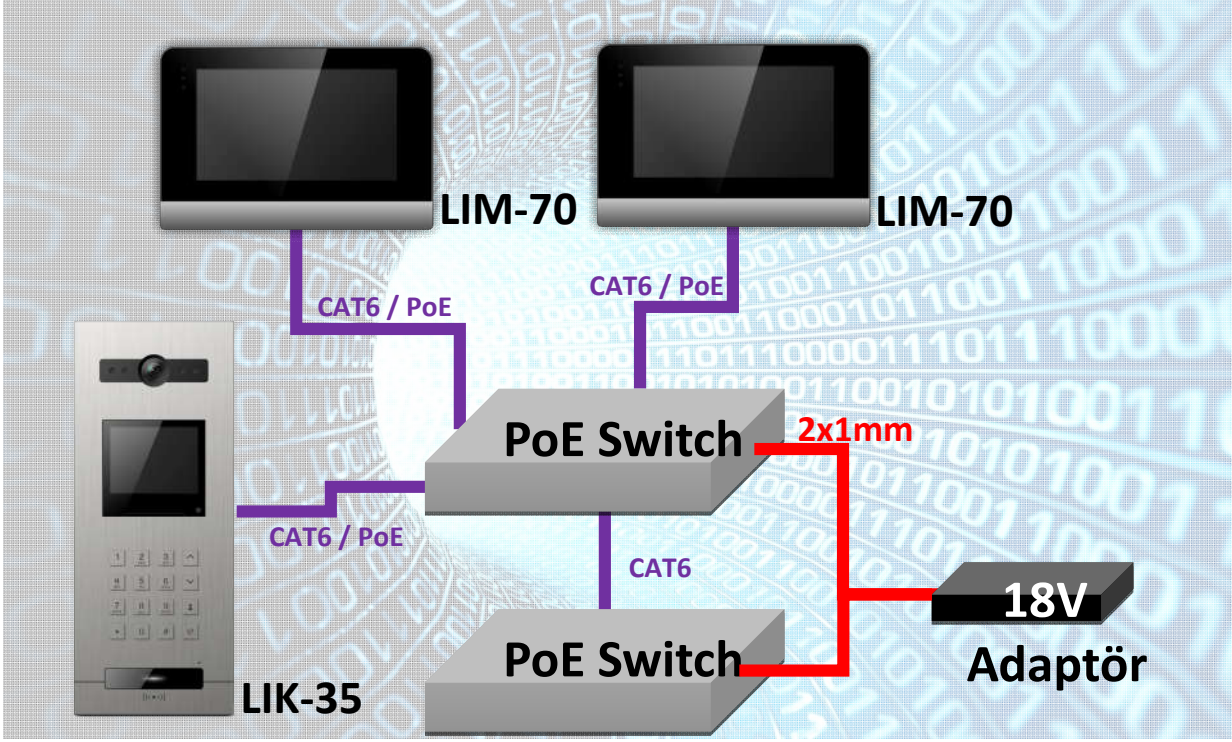 LIM-70
LIM-70
CAT6 / PoE
CAT6 / PoE
PoE Switch
2x1mm
CAT6 / PoE
CAT6
18V
PoE Switch
Adaptör
LIK-35